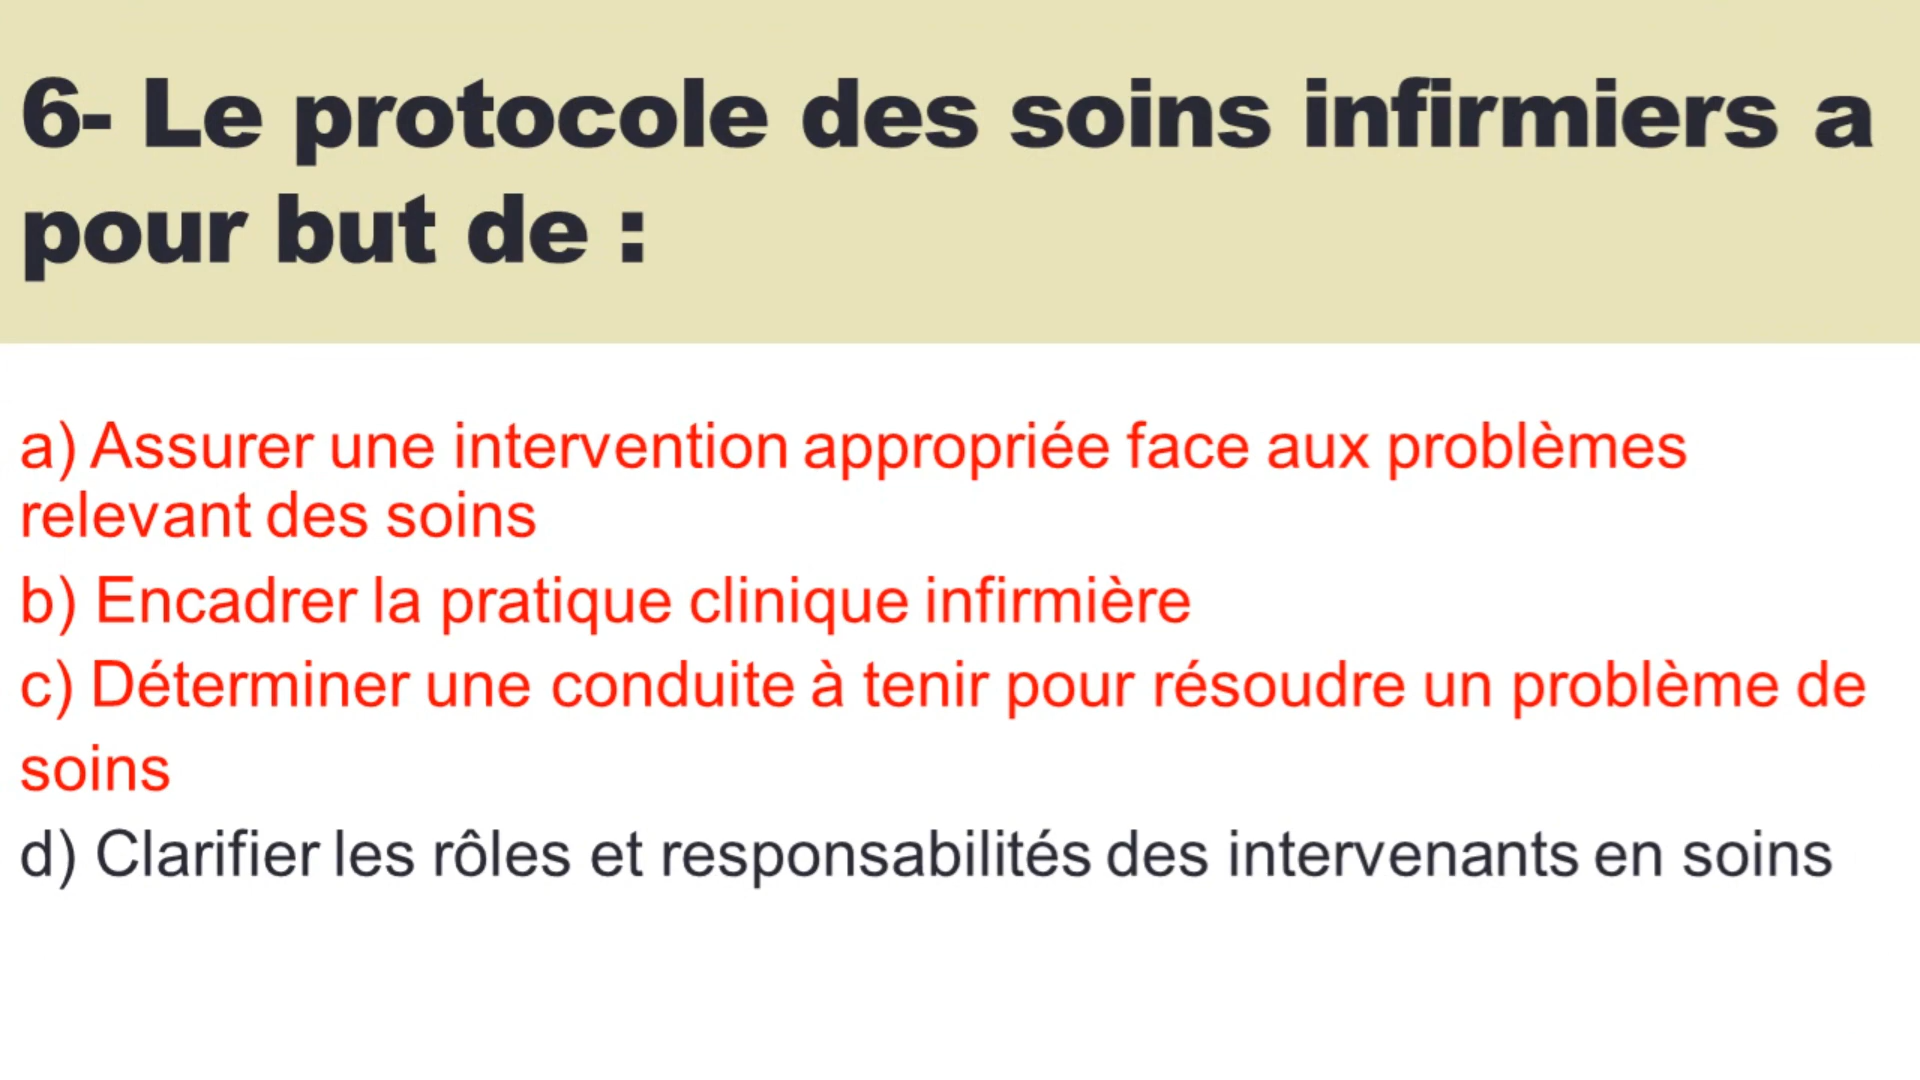 6- Le protocole des soins infirmiers a
pour but de :
a) Assurer une intervention appropriée face aux problèmes
relevant des soins
b) Encadrer la pratique clinique infirmière
c) Déterminer une conduite à tenir pour résoudre un problème de
soins
d) Clarifier les rôles et responsabilités des intervenants en soins